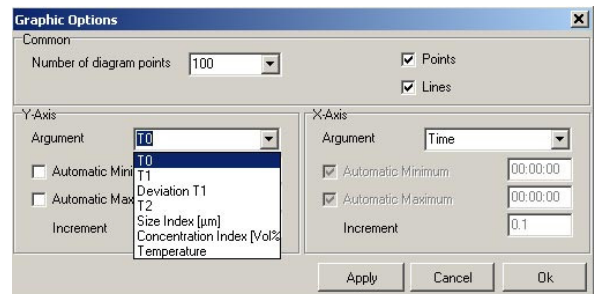 Graphic Options
Common
Number of diagram points 100
Points
Lines
Y-Axis
Argument T0
T0
T1
Deviation T1
T2
Size Index [µm]
Concentration Index [Vol%
Temperature
Automatic Mini
Automatic Max
Increment
X-Axis
Argument Time
Automatic Minimum 00:00:00
Automatic Maximum 00:00:00
Increment 0.1
Apply Cancel Ok